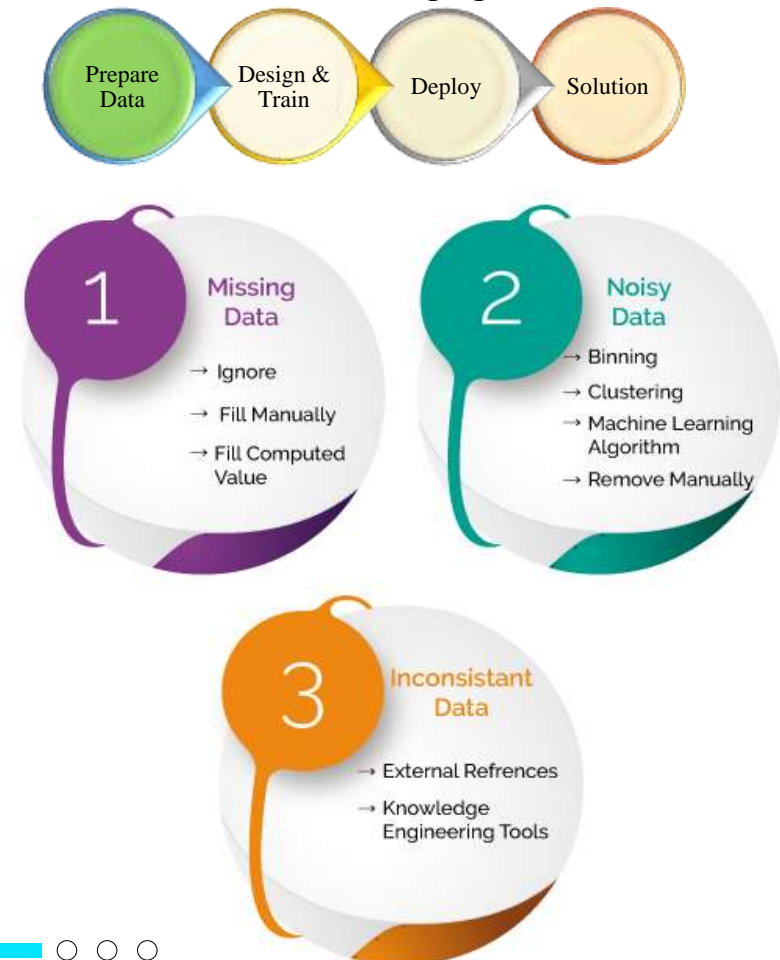 Prepare
Data
Design &
Train
Deploy
Solution
1
Missing
Data
→ Ignore
→ Fill Manually
→ Fill Computed
Value
2
Noisy
Data
→ Binning
→ Clustering
→ Machine Learning
Algorithm
→ Remove Manually
3
Inconsistant
Data
→ External Refrences
→ Knowledge
Engineering Tools